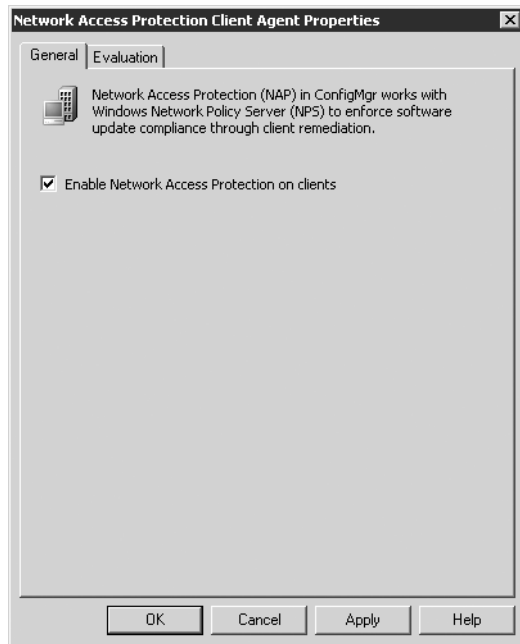 Network Access Protection Client Agent Properties
General
Evaluation
Network Access Protection (NAP) in ConfigMgr works with
Windows Network Policy Server (NPS) to enforce software
update compliance through client remediation.
Enable Network Access Protection on clients
OK
Cancel
Apply
Help